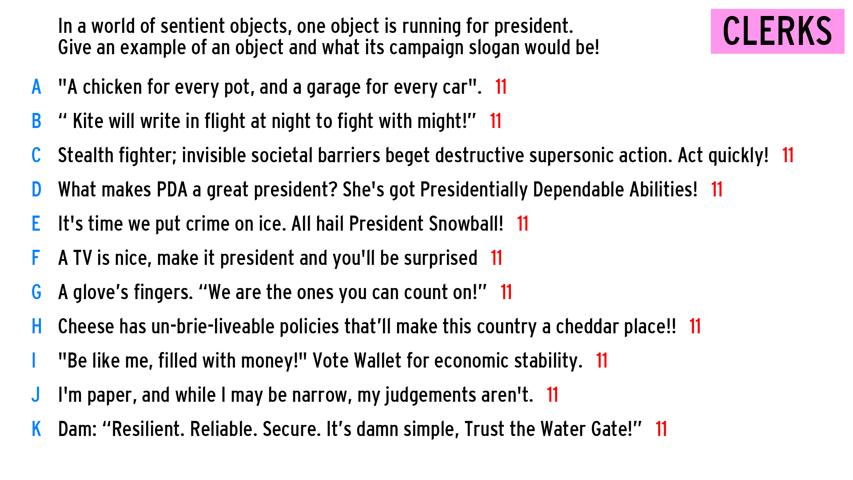 In a world of sentient objects, one object is running for president.
Give an example of an object and what its campaign slogan would be!
CLERKS
A "A chicken for every pot, and a garage for every car". 11
B “ Kite will write in flight at night to fight with might!” 11
C Stealth fighter; invisible societal barriers beget destructive supersonic action. Act quickly! 11
D What makes PDA a great president? She's got Presidentially Dependable Abilities! 11
E It's time we put crime on ice. All hail President Snowball! 11
F A TV is nice, make it president and you'll be surprised 11
G A glove’s fingers. “We are the ones you can count on!” 11
H Cheese has un-brie-liveable policies that’ll make this country a cheddar place!! 11
I "Be like me, filled with money!" Vote Wallet for economic stability. 11
J I'm paper, and while I may be narrow, my judgements aren't. 11
K Dam: “Resilient. Reliable. Secure. It’s damn simple, Trust the Water Gate!” 11